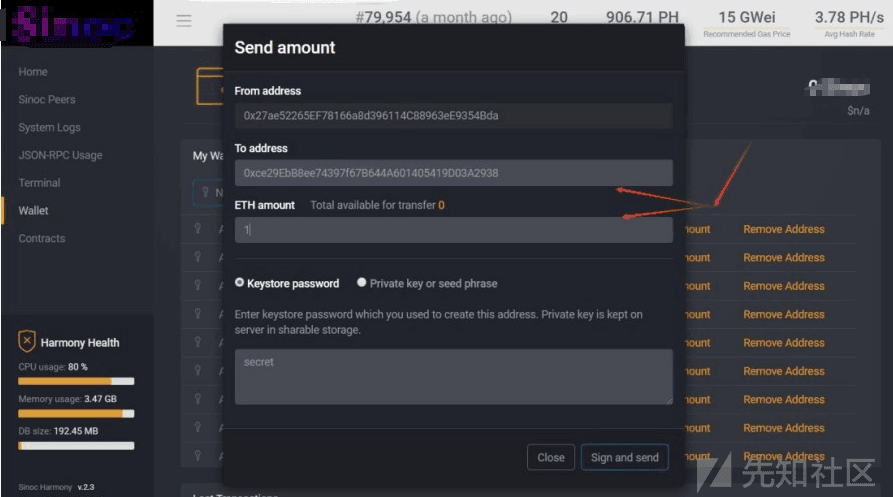 Sinoc
#79,954 (a month ago)
20
906.71 PH
15 GWei
Recommended Gas Price
3.78 PH/s
Avg Hash Rate
Home
Sinoc Peers
System Logs
JSON-RPC Usage
Terminal
Wallet
Contracts
Harmony Health
CPU usage: 80 %
Memory usage: 3.47 GB
DB size: 192.45 MB
Sinoc Harmony v.2.3
$n/a
My Wa
Send amount
From address
0x27ae52265EF78166a8d396114C88963eE9354Bda
To address
0xce29EbB8ee74397f67B644A601405419D03A2938
ETH amount Total available for transfer 0
1
Keystore password Private key or seed phrase
Enter keystore password which you used to create this address. Private key is kept on
server in sharable storage.
secret
Close Sign and send
ount Remove Address
ount Remove Address
ount Remove Address
ount Remove Address
ount Remove Address
ount Remove Address
ount Remove Address
ount Remove Address
ount Remove Address
Last Transactions
先知社区